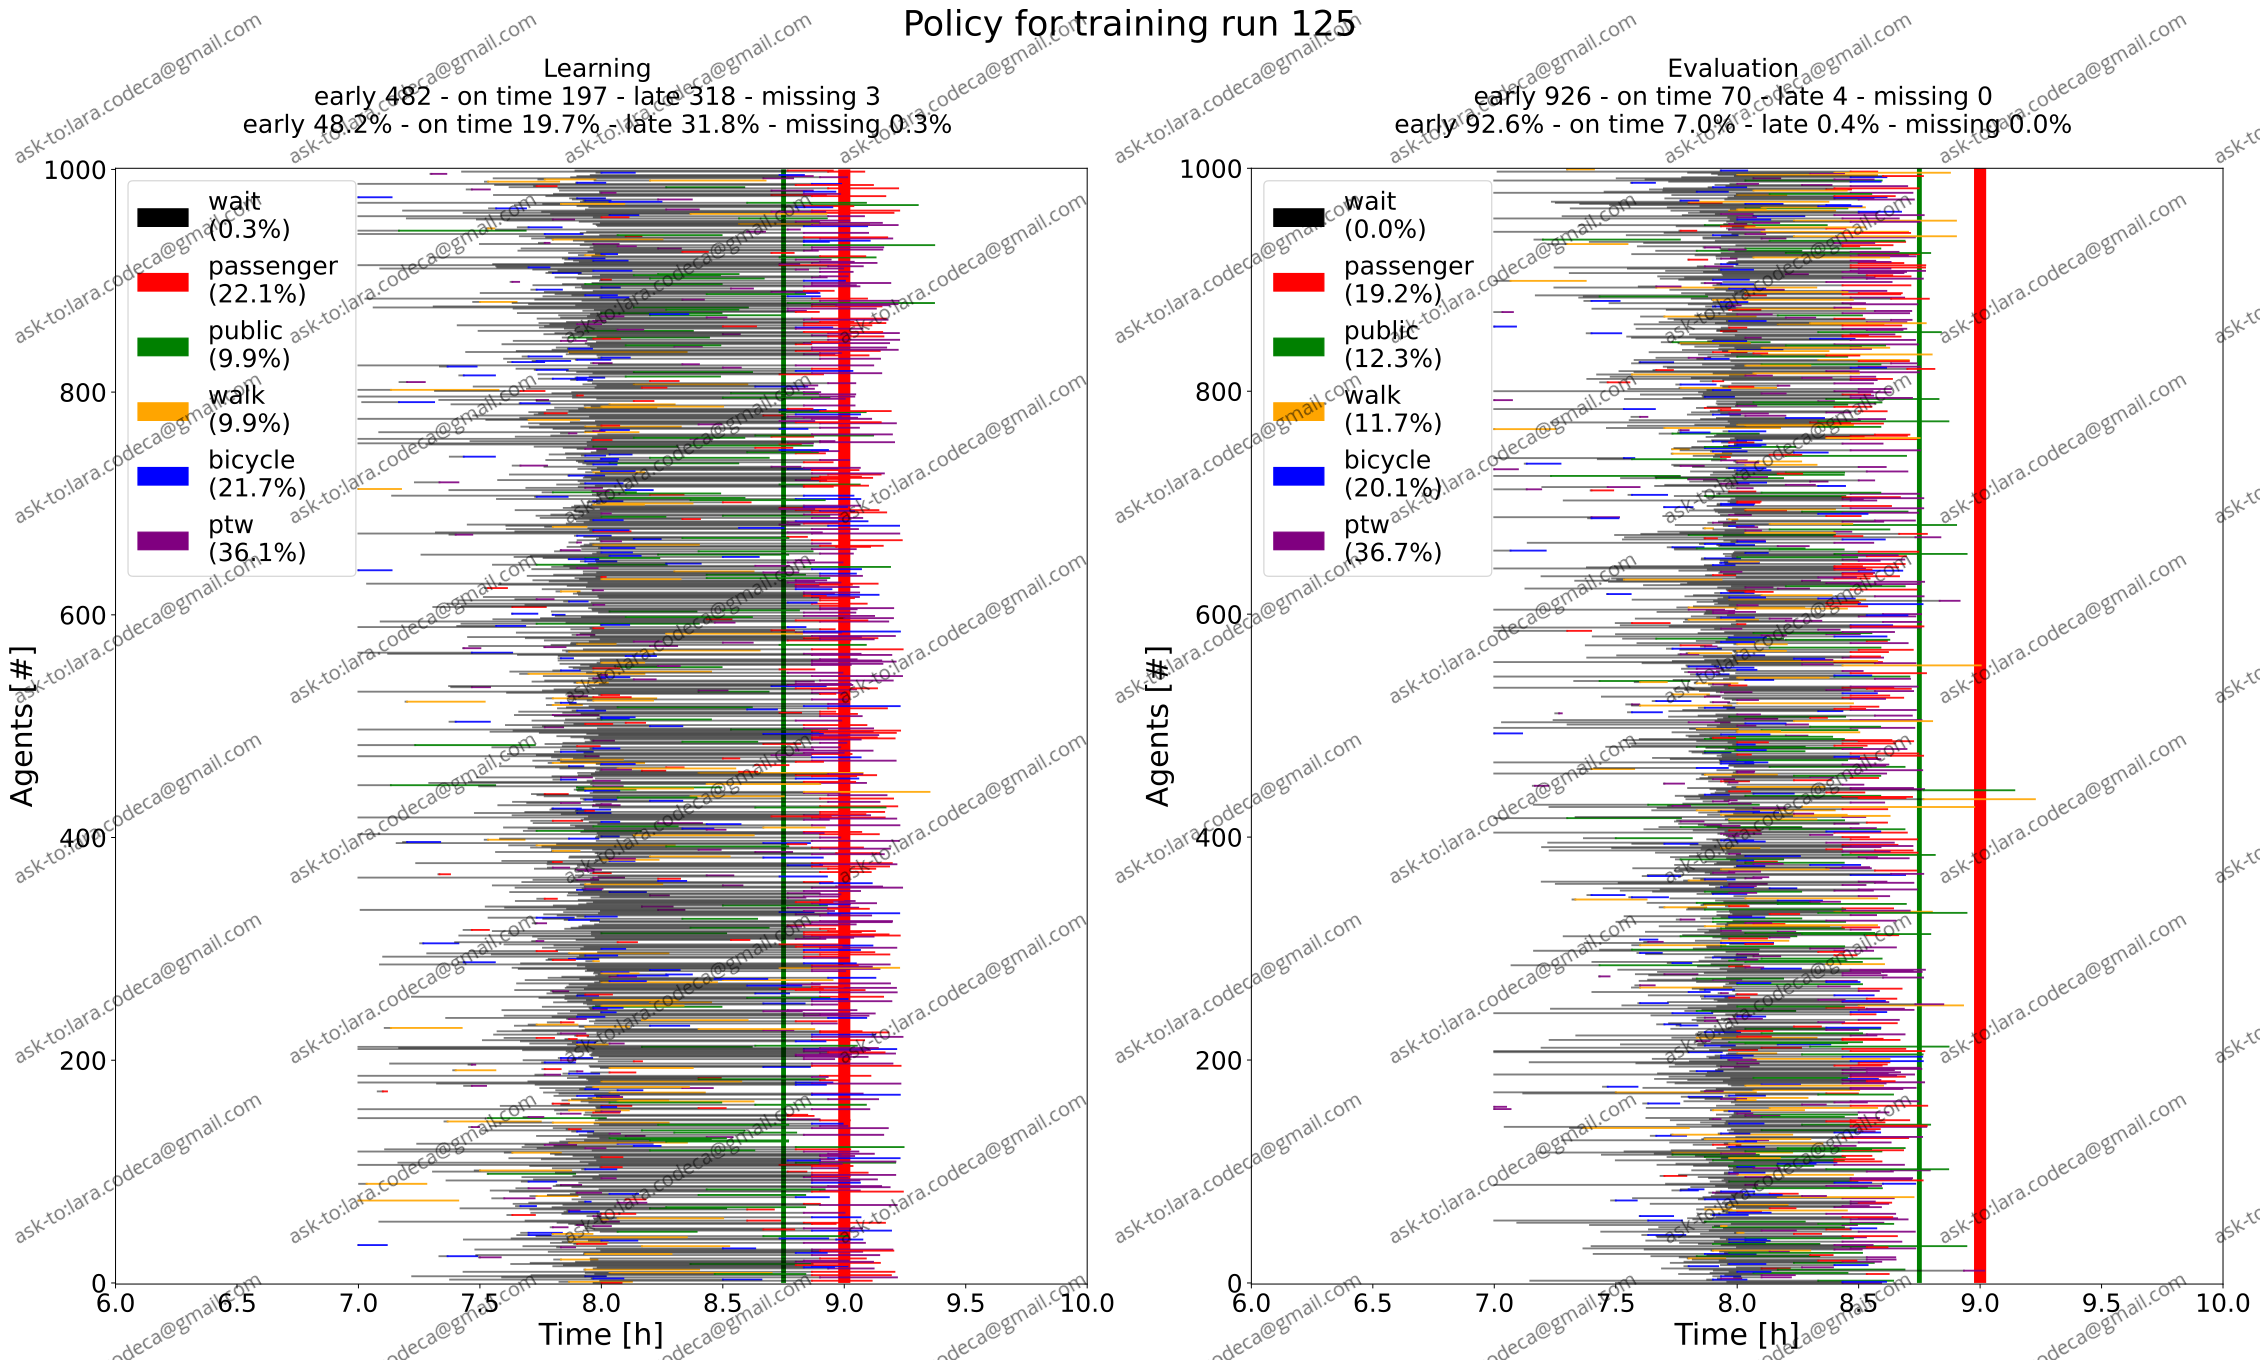 Policy for training run 125
Learning
early 482 - on time 197 - late 318 - missing 3
early 48.2% - on time 19.7% - late 31.8% - missing 0.3%
1000
800
600
400
200
0
Agents [#]
wait
(0.3%)
passenger
(22.1%)
public
(9.9%)
walk
(9.9%)
bicycle
(21.7%)
ptw
(36.1%)
6.0 6.5 7.0 7.5 8.0 8.5 9.0 9.5 10.0
Time [h]
Evaluation
early 926 - on time 70 - late 4 - missing 0
early 92.6% - on time 7.0% - late 0.4% - missing 0.0%
1000
800
600
400
200
0
Agents [#]
wait
(0.0%)
passenger
(19.2%)
public
(12.3%)
walk
(11.7%)
bicycle
(20.1%)
ptw
(36.7%)
6.0 6.5 7.0 7.5 8.0 8.5 9.0 9.5 10.0
Time [h]
ask-to:lara.codeca@gmail.com